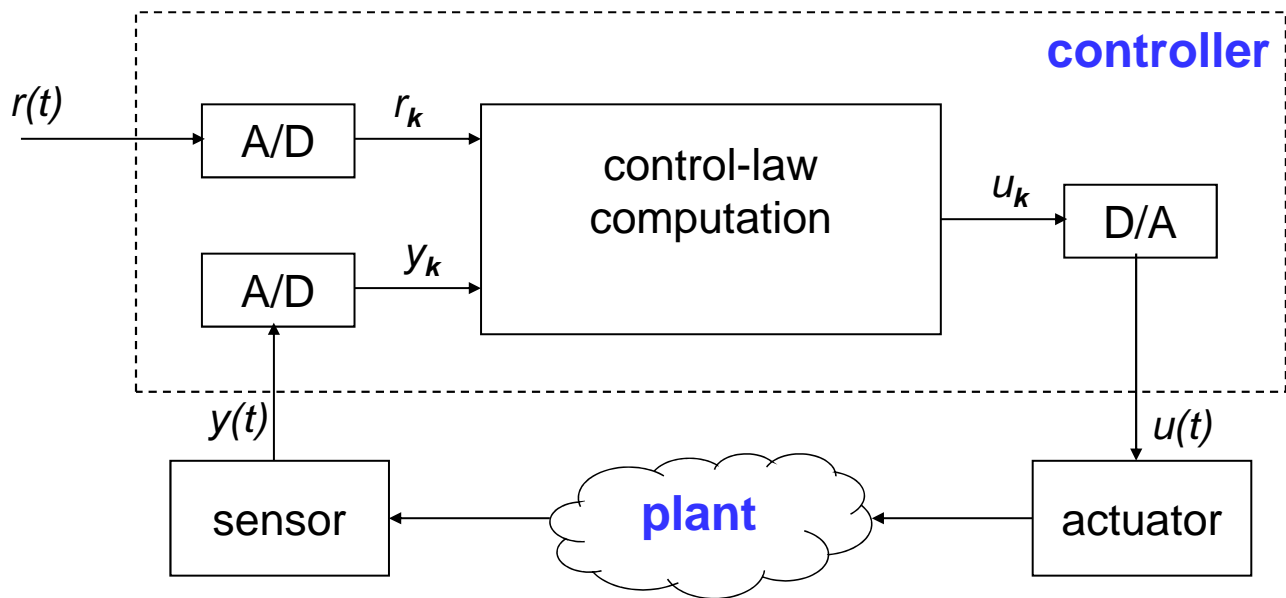 controller
r(t)
A/D
r_k
control-law
computation
u_k
D/A
A/D
y_k
y(t)
u(t)
sensor
plant
actuator